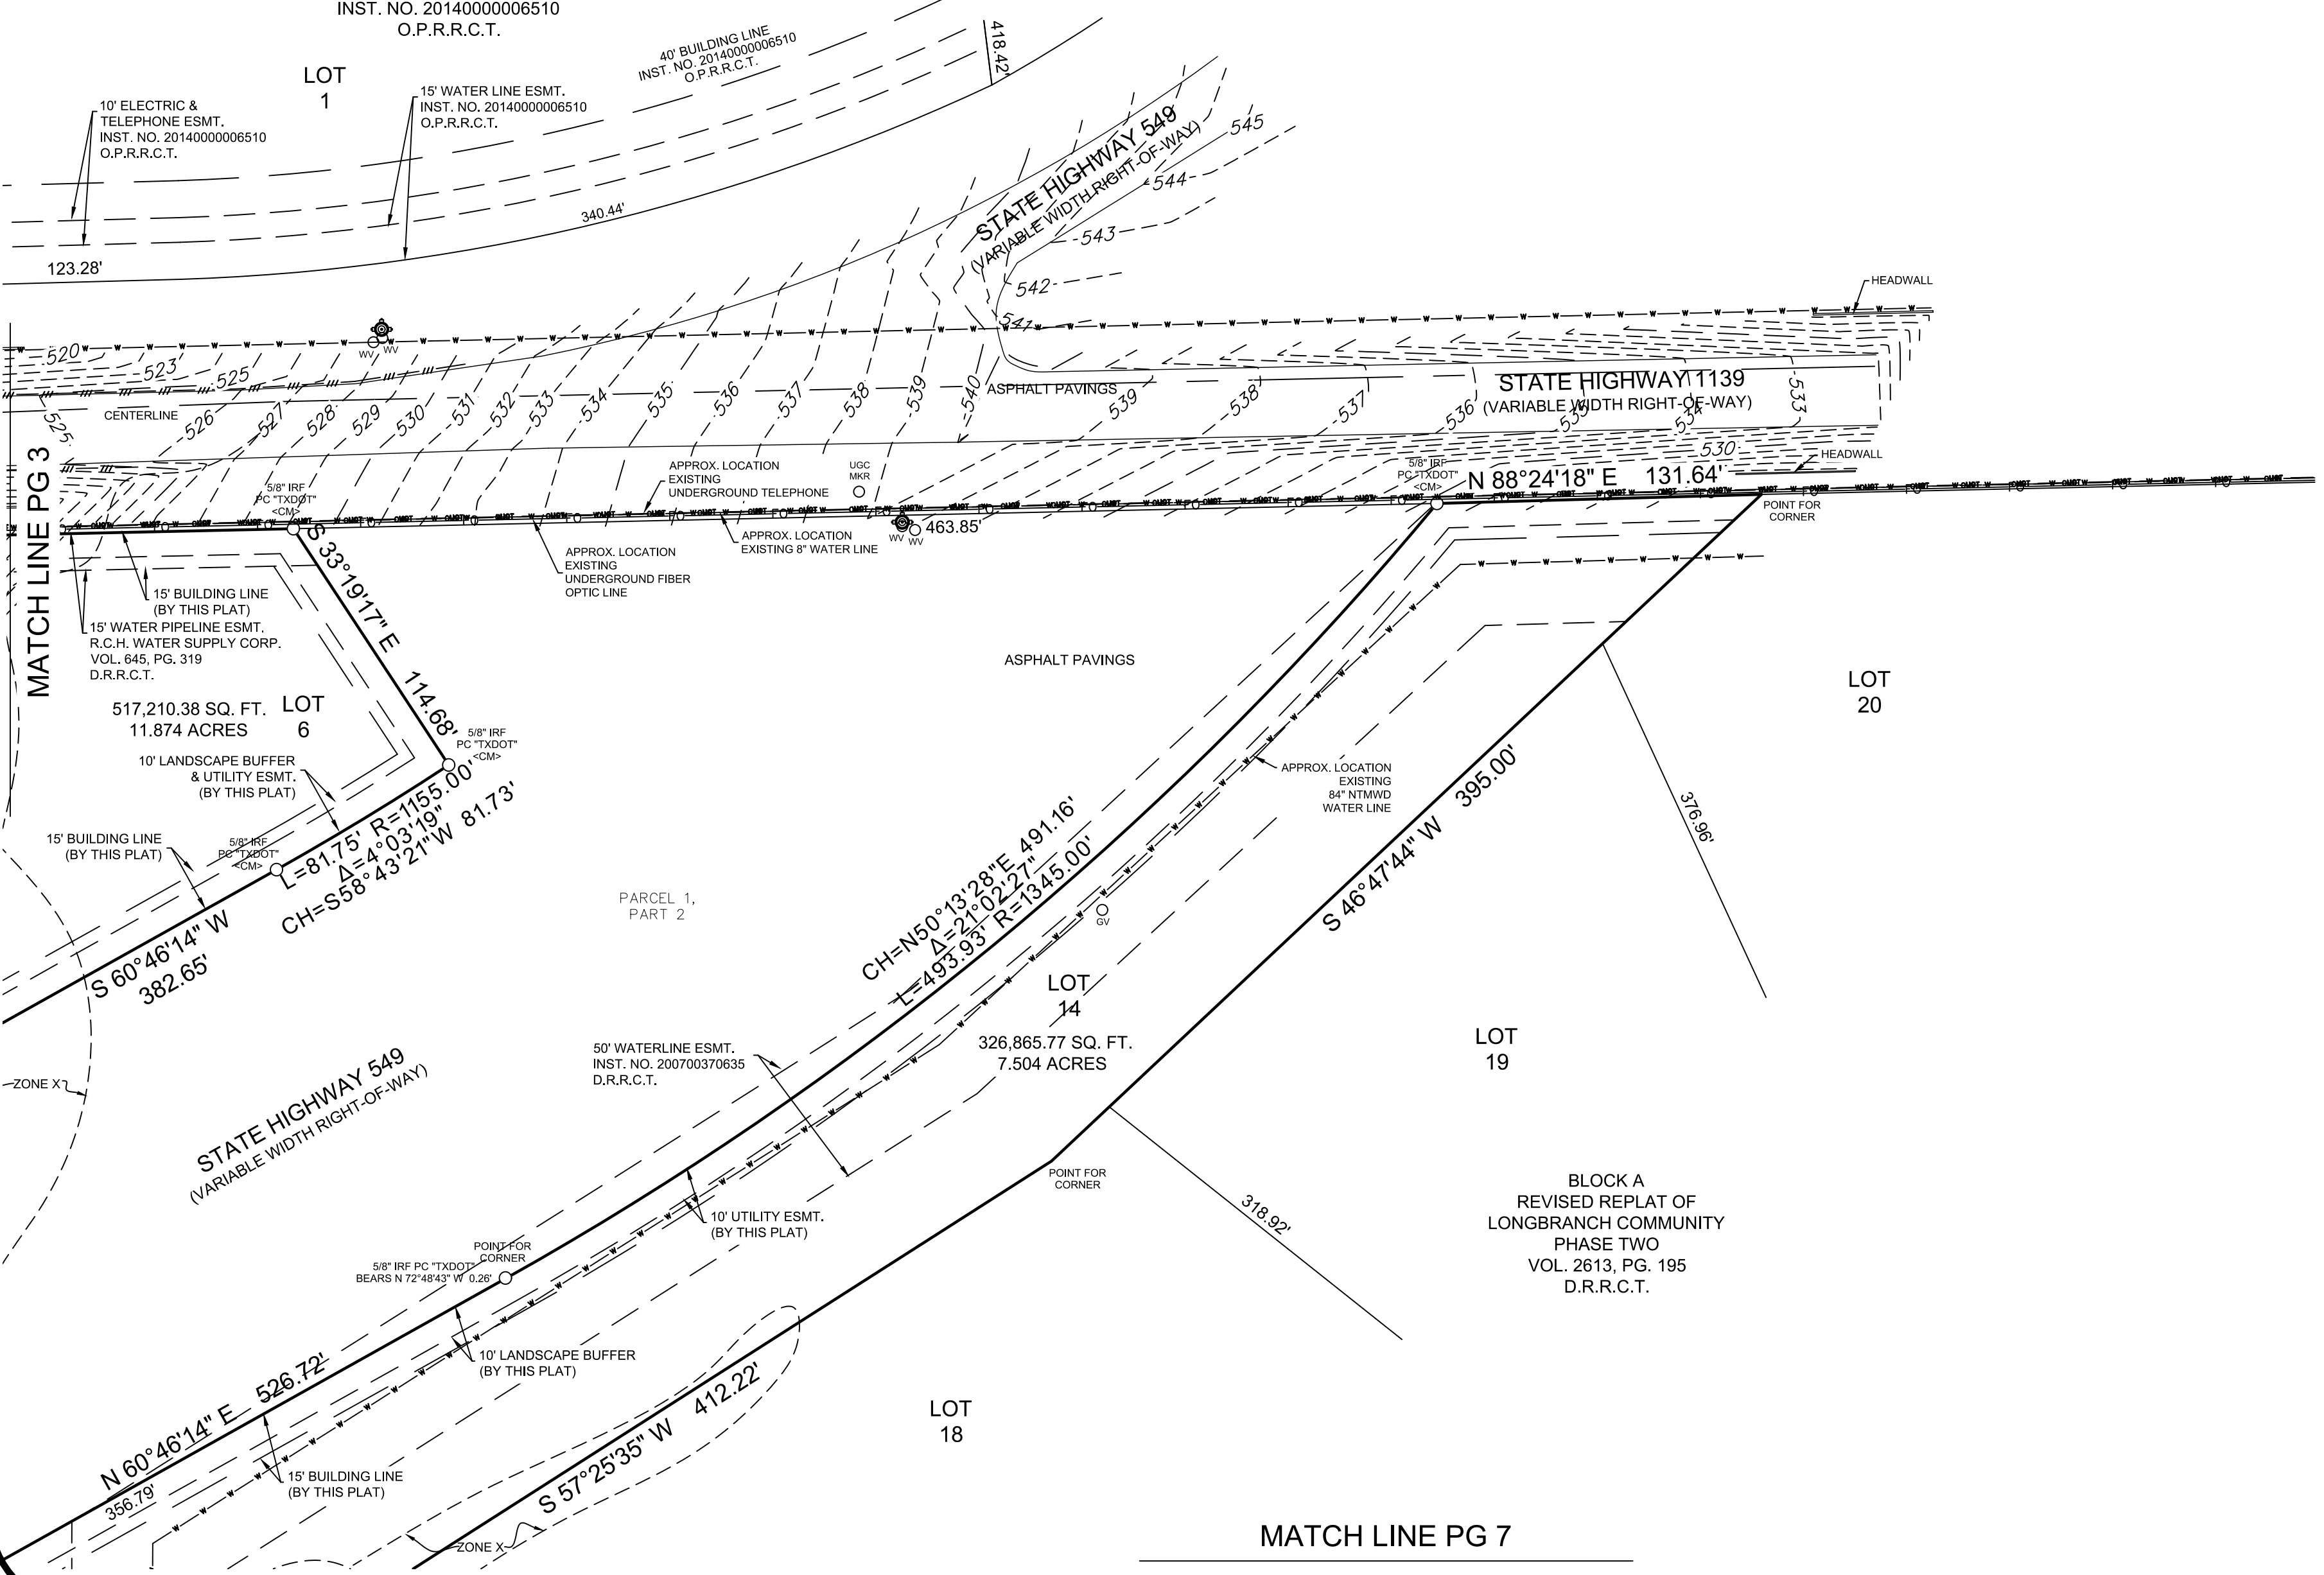 INST. NO. 20140000006510
O.P.R.R.C.T.
LOT
1
10' ELECTRIC &
TELEPHONE ESMT.
INST. NO. 20140000006510
O.P.R.R.C.T.
15' WATER LINE ESMT.
INST. NO. 20140000006510
O.P.R.R.C.T.
40' BUILDING LINE
INST. NO. 20140000006510
O.P.R.R.C.T.
418.42'
340.44'
123.28'
STATE HIGHWAY 549
(VARIABLE WIDTH RIGHT-OF-WAY)
545
544
543
542
541
HEADWALL
WV
WV
520
523
525
525
526
527
528
529
530
531
532
533
534
535
536
537
538
539
540
539
538
537
536
535
534
533
530
CENTERLINE
ASPHALT PAVINGS
STATE HIGHWAY 1139
(VARIABLE WIDTH RIGHT-OF-WAY)
MATCH LINE PG 3
5/8" IRF
PC "TXDOT"
<CM>
APPROX. LOCATION
EXISTING
UNDERGROUND TELEPHONE
UGC
MKR
5/8" IRF
PC "TXDOT"
<CM>
N 88°24'18" E 131.64'
HEADWALL
POINT FOR
CORNER
WV
WV
463.85'
APPROX. LOCATION
EXISTING 8" WATER LINE
APPROX. LOCATION
EXISTING
UNDERGROUND FIBER
OPTIC LINE
S 33°19'17" E 114.68'
15' BUILDING LINE
(BY THIS PLAT)
15' WATER PIPELINE ESMT.
R.C.H. WATER SUPPLY CORP.
VOL. 645, PG. 319
D.R.R.C.T.
517,210.38 SQ. FT.
11.874 ACRES
LOT
6
5/8" IRF
PC "TXDOT"
<CM>
10' LANDSCAPE BUFFER
& UTILITY ESMT.
(BY THIS PLAT)
15' BUILDING LINE
(BY THIS PLAT)
5/8" IRF
PC "TXDOT"
<CM>
L=81.75' R=1155.00'
Δ=4°03'19"
CH=S58°43'21"W 81.73'
S 60°46'14" W
382.65'
ASPHALT PAVINGS
LOT
20
APPROX. LOCATION
EXISTING
84" NTMWD
WATER LINE
376.96'
S 46°47'44" W 395.00'
PARCEL 1,
PART 2
CH=N50°13'28"E 491.16'
Δ=21°02'27"
L=493.93' R=1345.00'
GV
LOT
14
326,865.77 SQ. FT.
7.504 ACRES
LOT
19
50' WATERLINE ESMT.
INST. NO. 200700370635
D.R.R.C.T.
ZONE X
STATE HIGHWAY 549
(VARIABLE WIDTH RIGHT-OF-WAY)
POINT FOR
CORNER
318.92'
BLOCK A
REVISED REPLAT OF
LONGBRANCH COMMUNITY
PHASE TWO
VOL. 2613, PG. 195
D.R.R.C.T.
10' UTILITY ESMT.
(BY THIS PLAT)
POINT FOR
CORNER
5/8" IRF PC "TXDOT"
BEARS N 72°48'43" W 0.26'
10' LANDSCAPE BUFFER
(BY THIS PLAT)
N 60°46'14" E 526.72'
356.79'
15' BUILDING LINE
(BY THIS PLAT)
S 57°25'35" W 412.22'
LOT
18
ZONE X
MATCH LINE PG 7